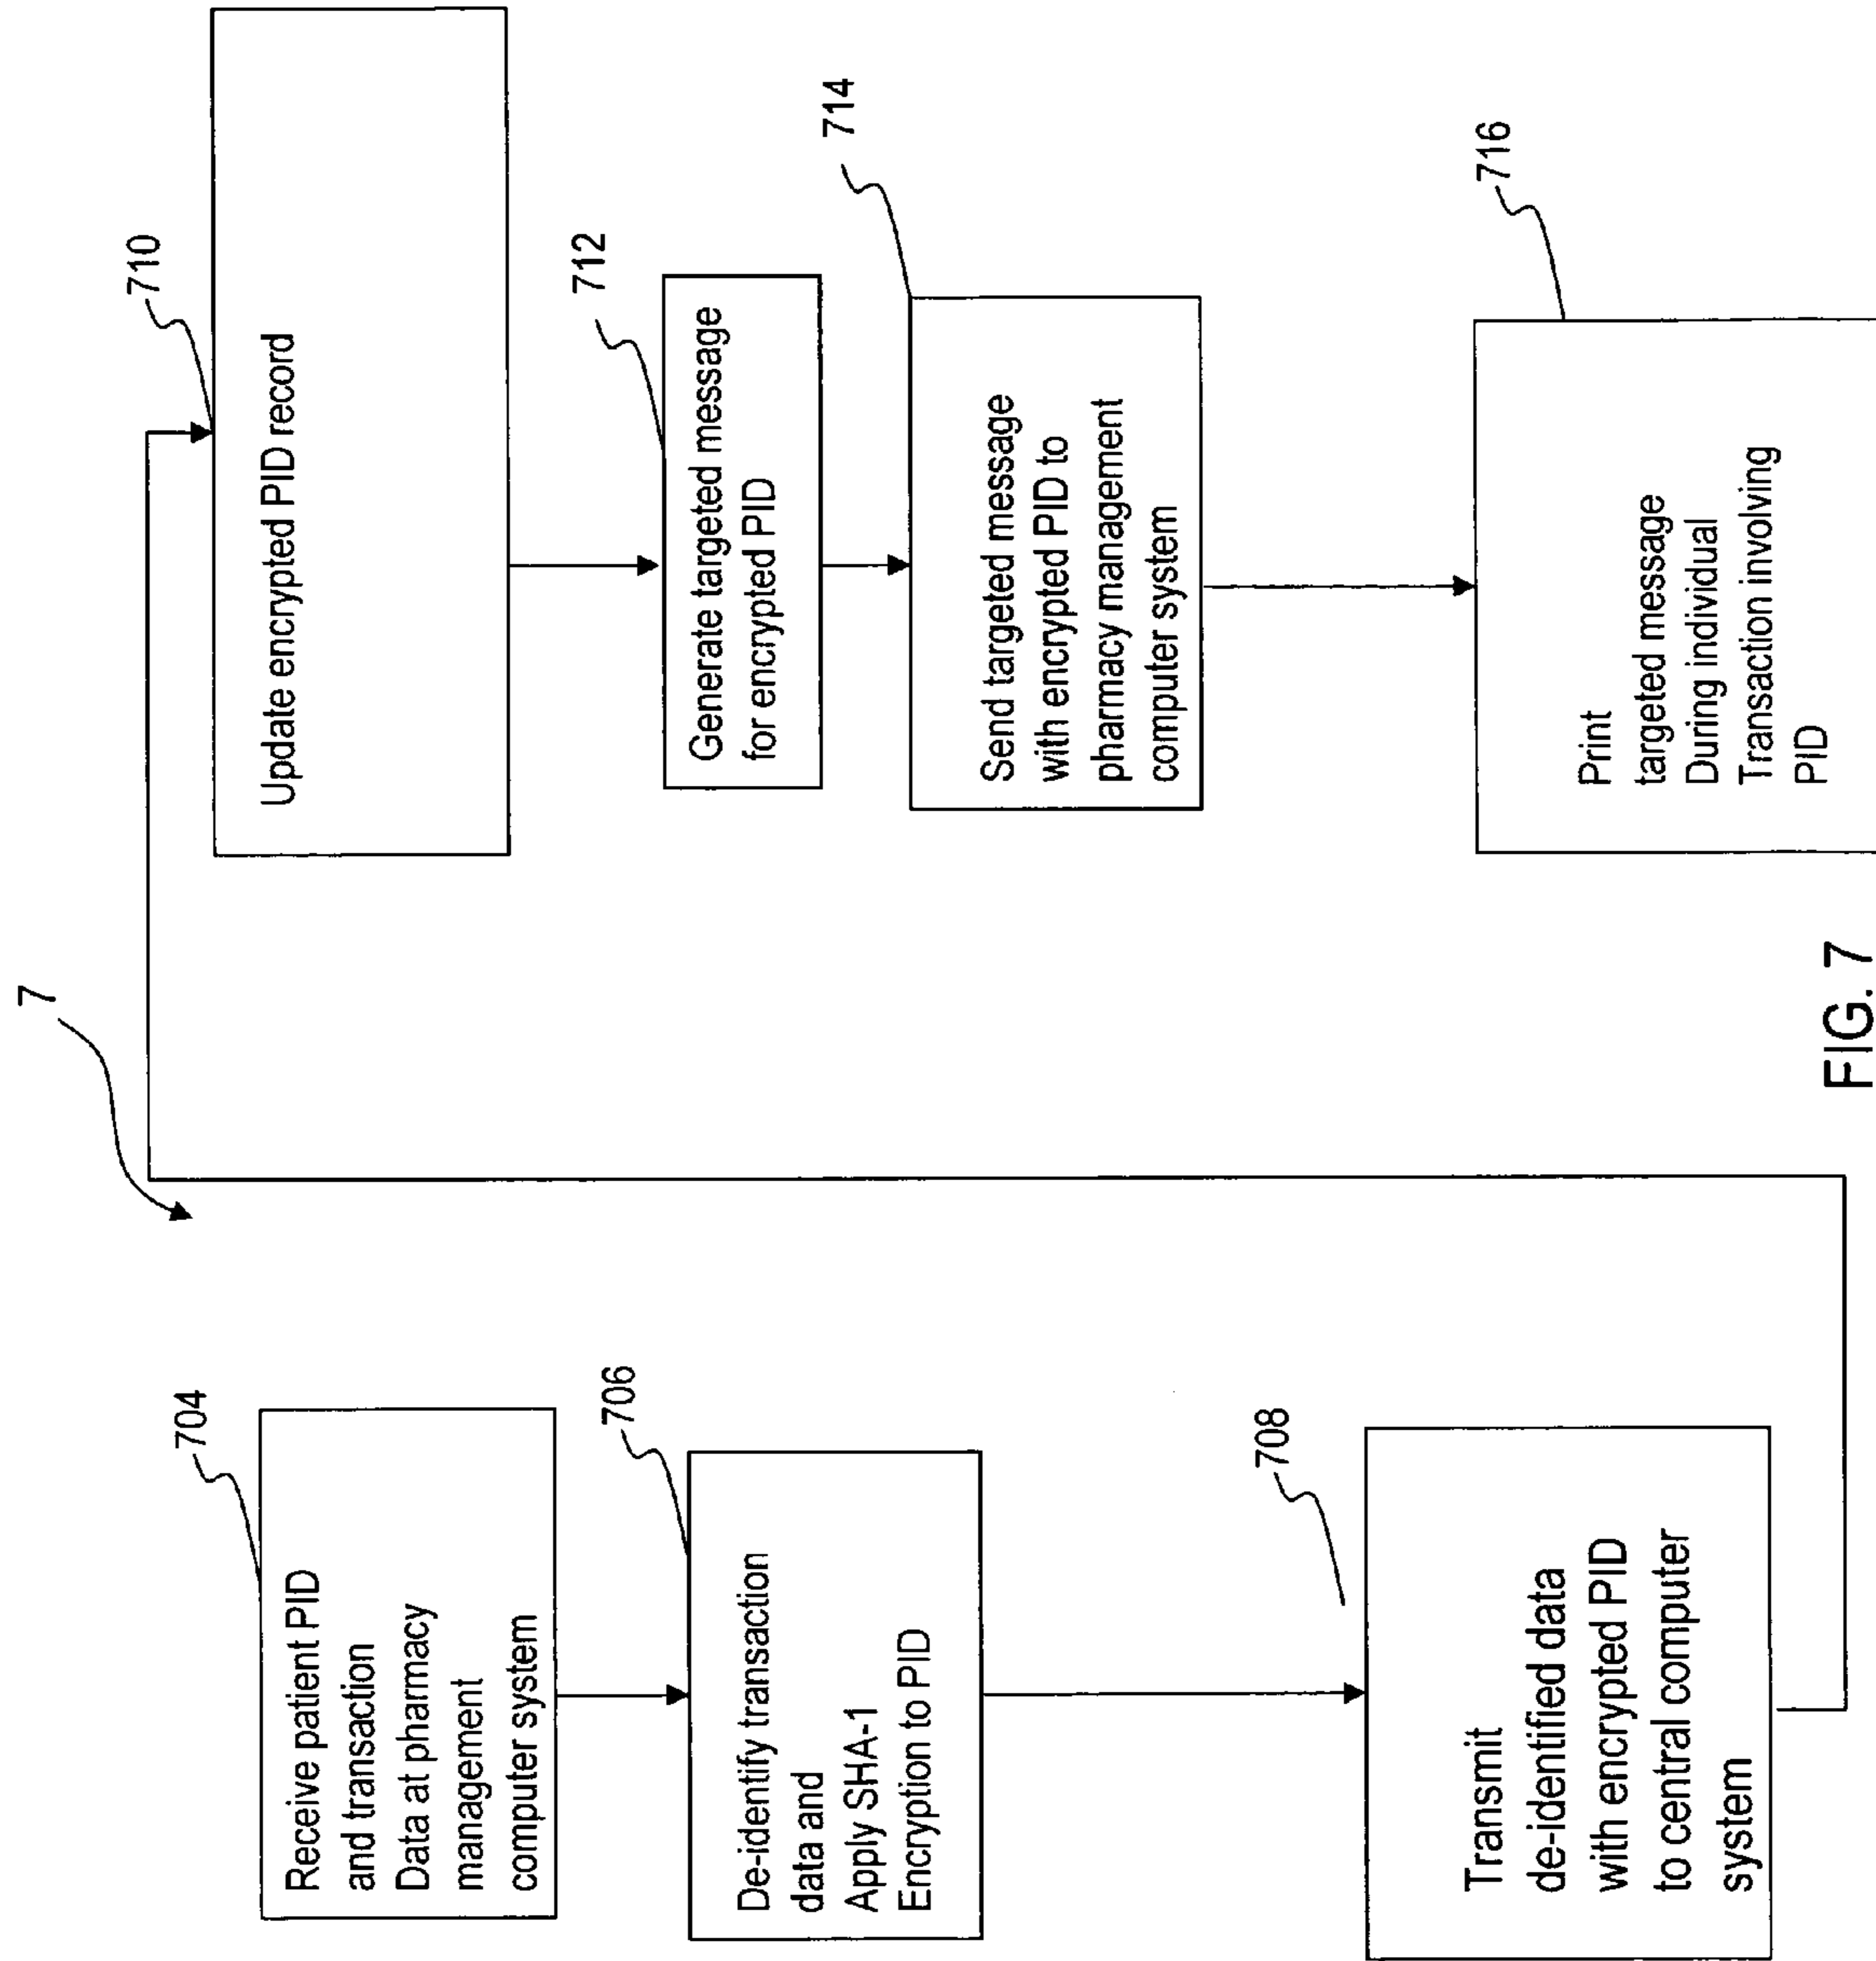 7
704
Receive patient PID
and transaction
Data at pharmacy
management
computer system
706
De-identify transaction
data and
Apply SHA-1
Encryption to PID
708
Transmit
de-identified data
with encrypted PID
to central computer
system
710
Update encrypted PID record
712
Generate targeted message
for encrypted PID
714
Send targeted message
with encrypted PID to
pharmacy management
computer system
716
Print
targeted message
During individual
Transaction involving
PID
FIG. 7